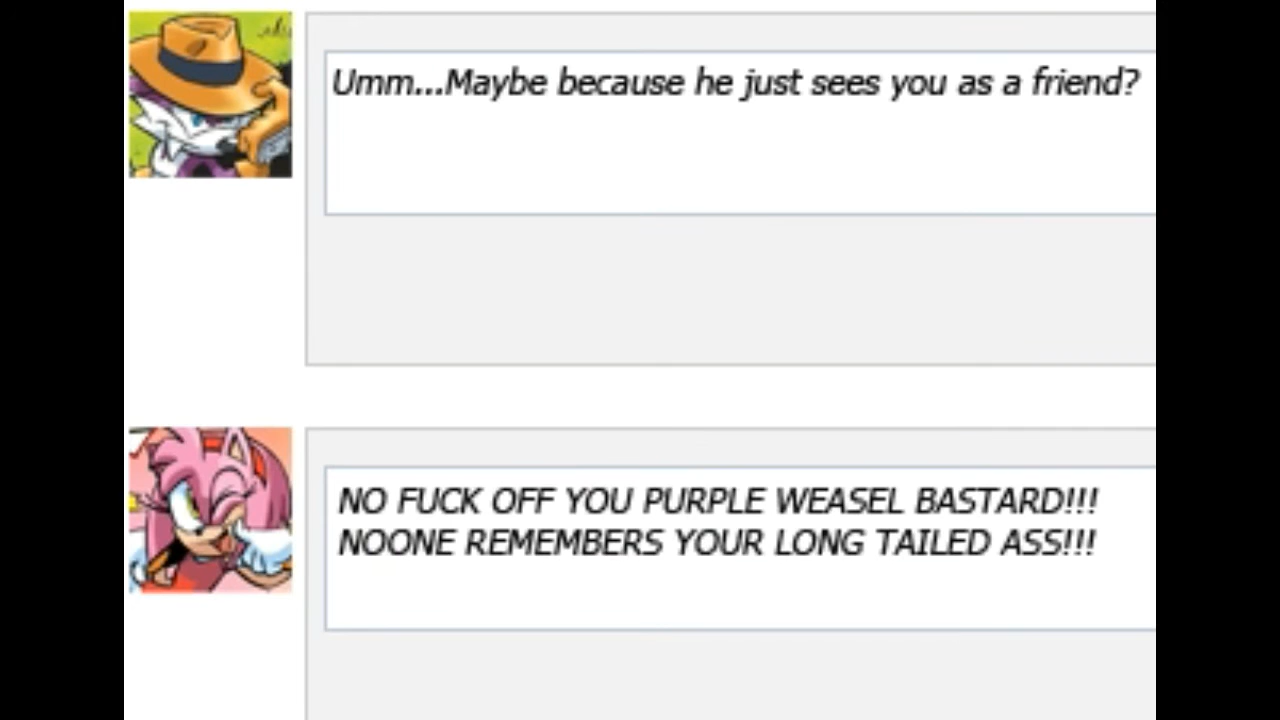 Umm...Maybe because he just sees you as a friend?
NO FUCK OFF YOU PURPLE WEASEL BASTARD!!!
NOONE REMEMBERS YOUR LONG TAILED ASS!!!